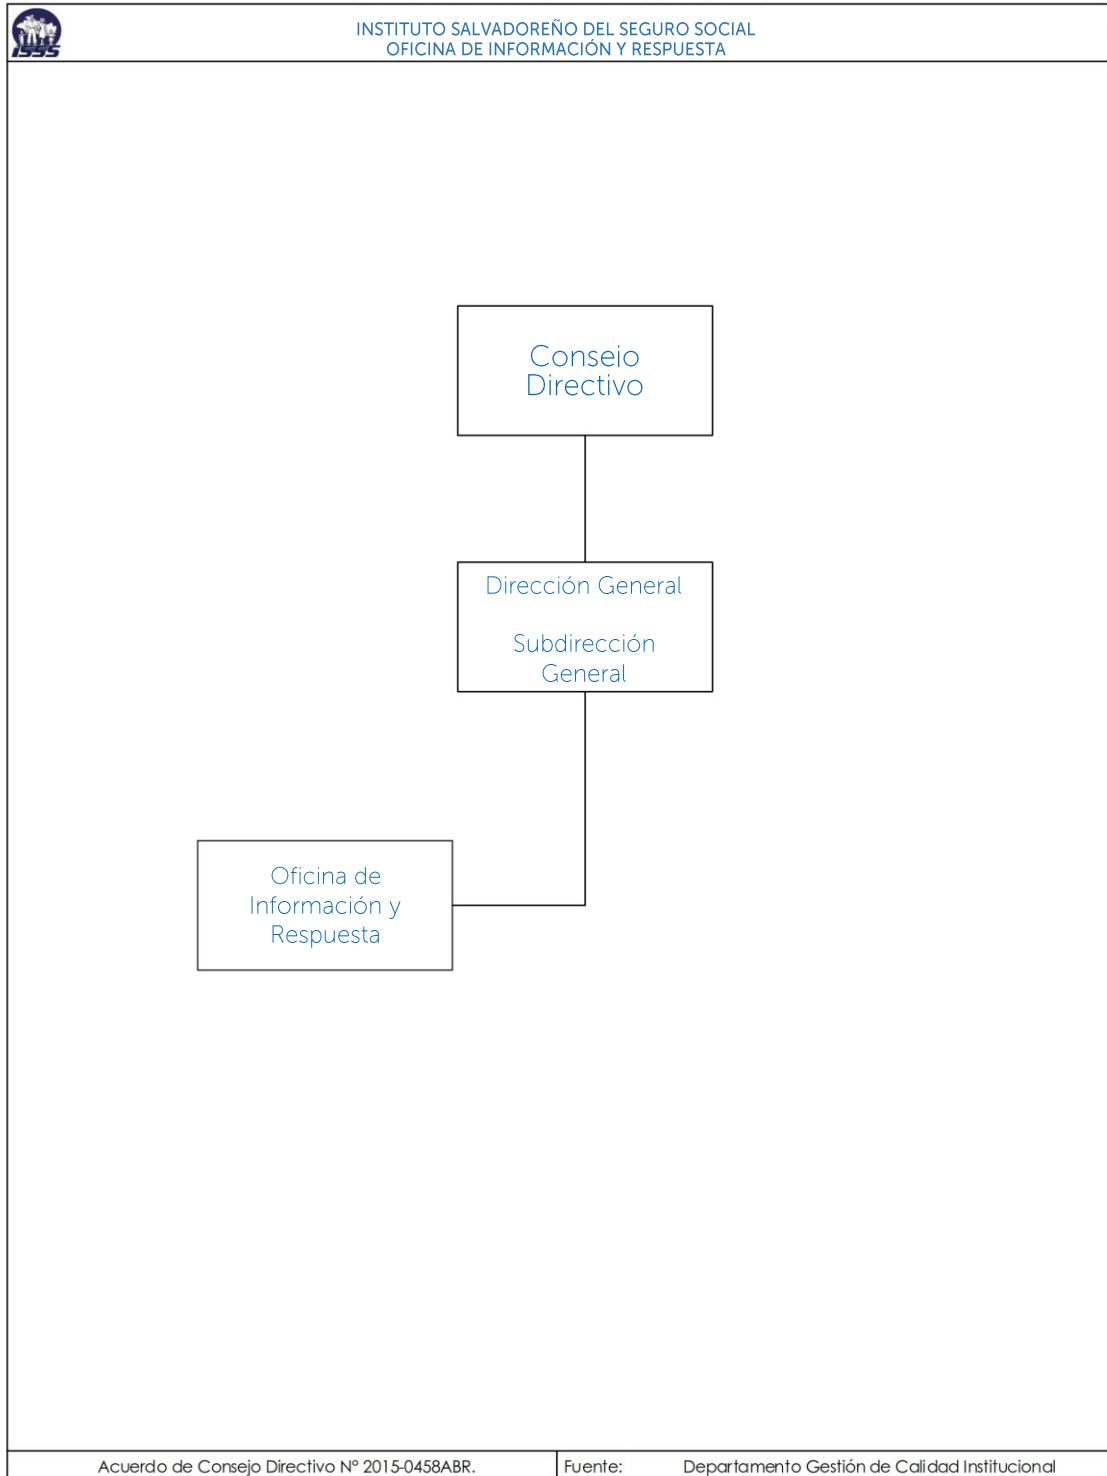 ISSS
INSTITUTO SALVADOREÑO DEL SEGURO SOCIAL
OFICINA DE INFORMACIÓN Y RESPUESTA
Conseio
Directivo
Dirección General
Subdirección
General
Oficina de
Información y
Respuesta
Acuerdo de Consejo Directivo N° 2015-0458ABR.
Fuente: Departamento Gestión de Calidad Institucional